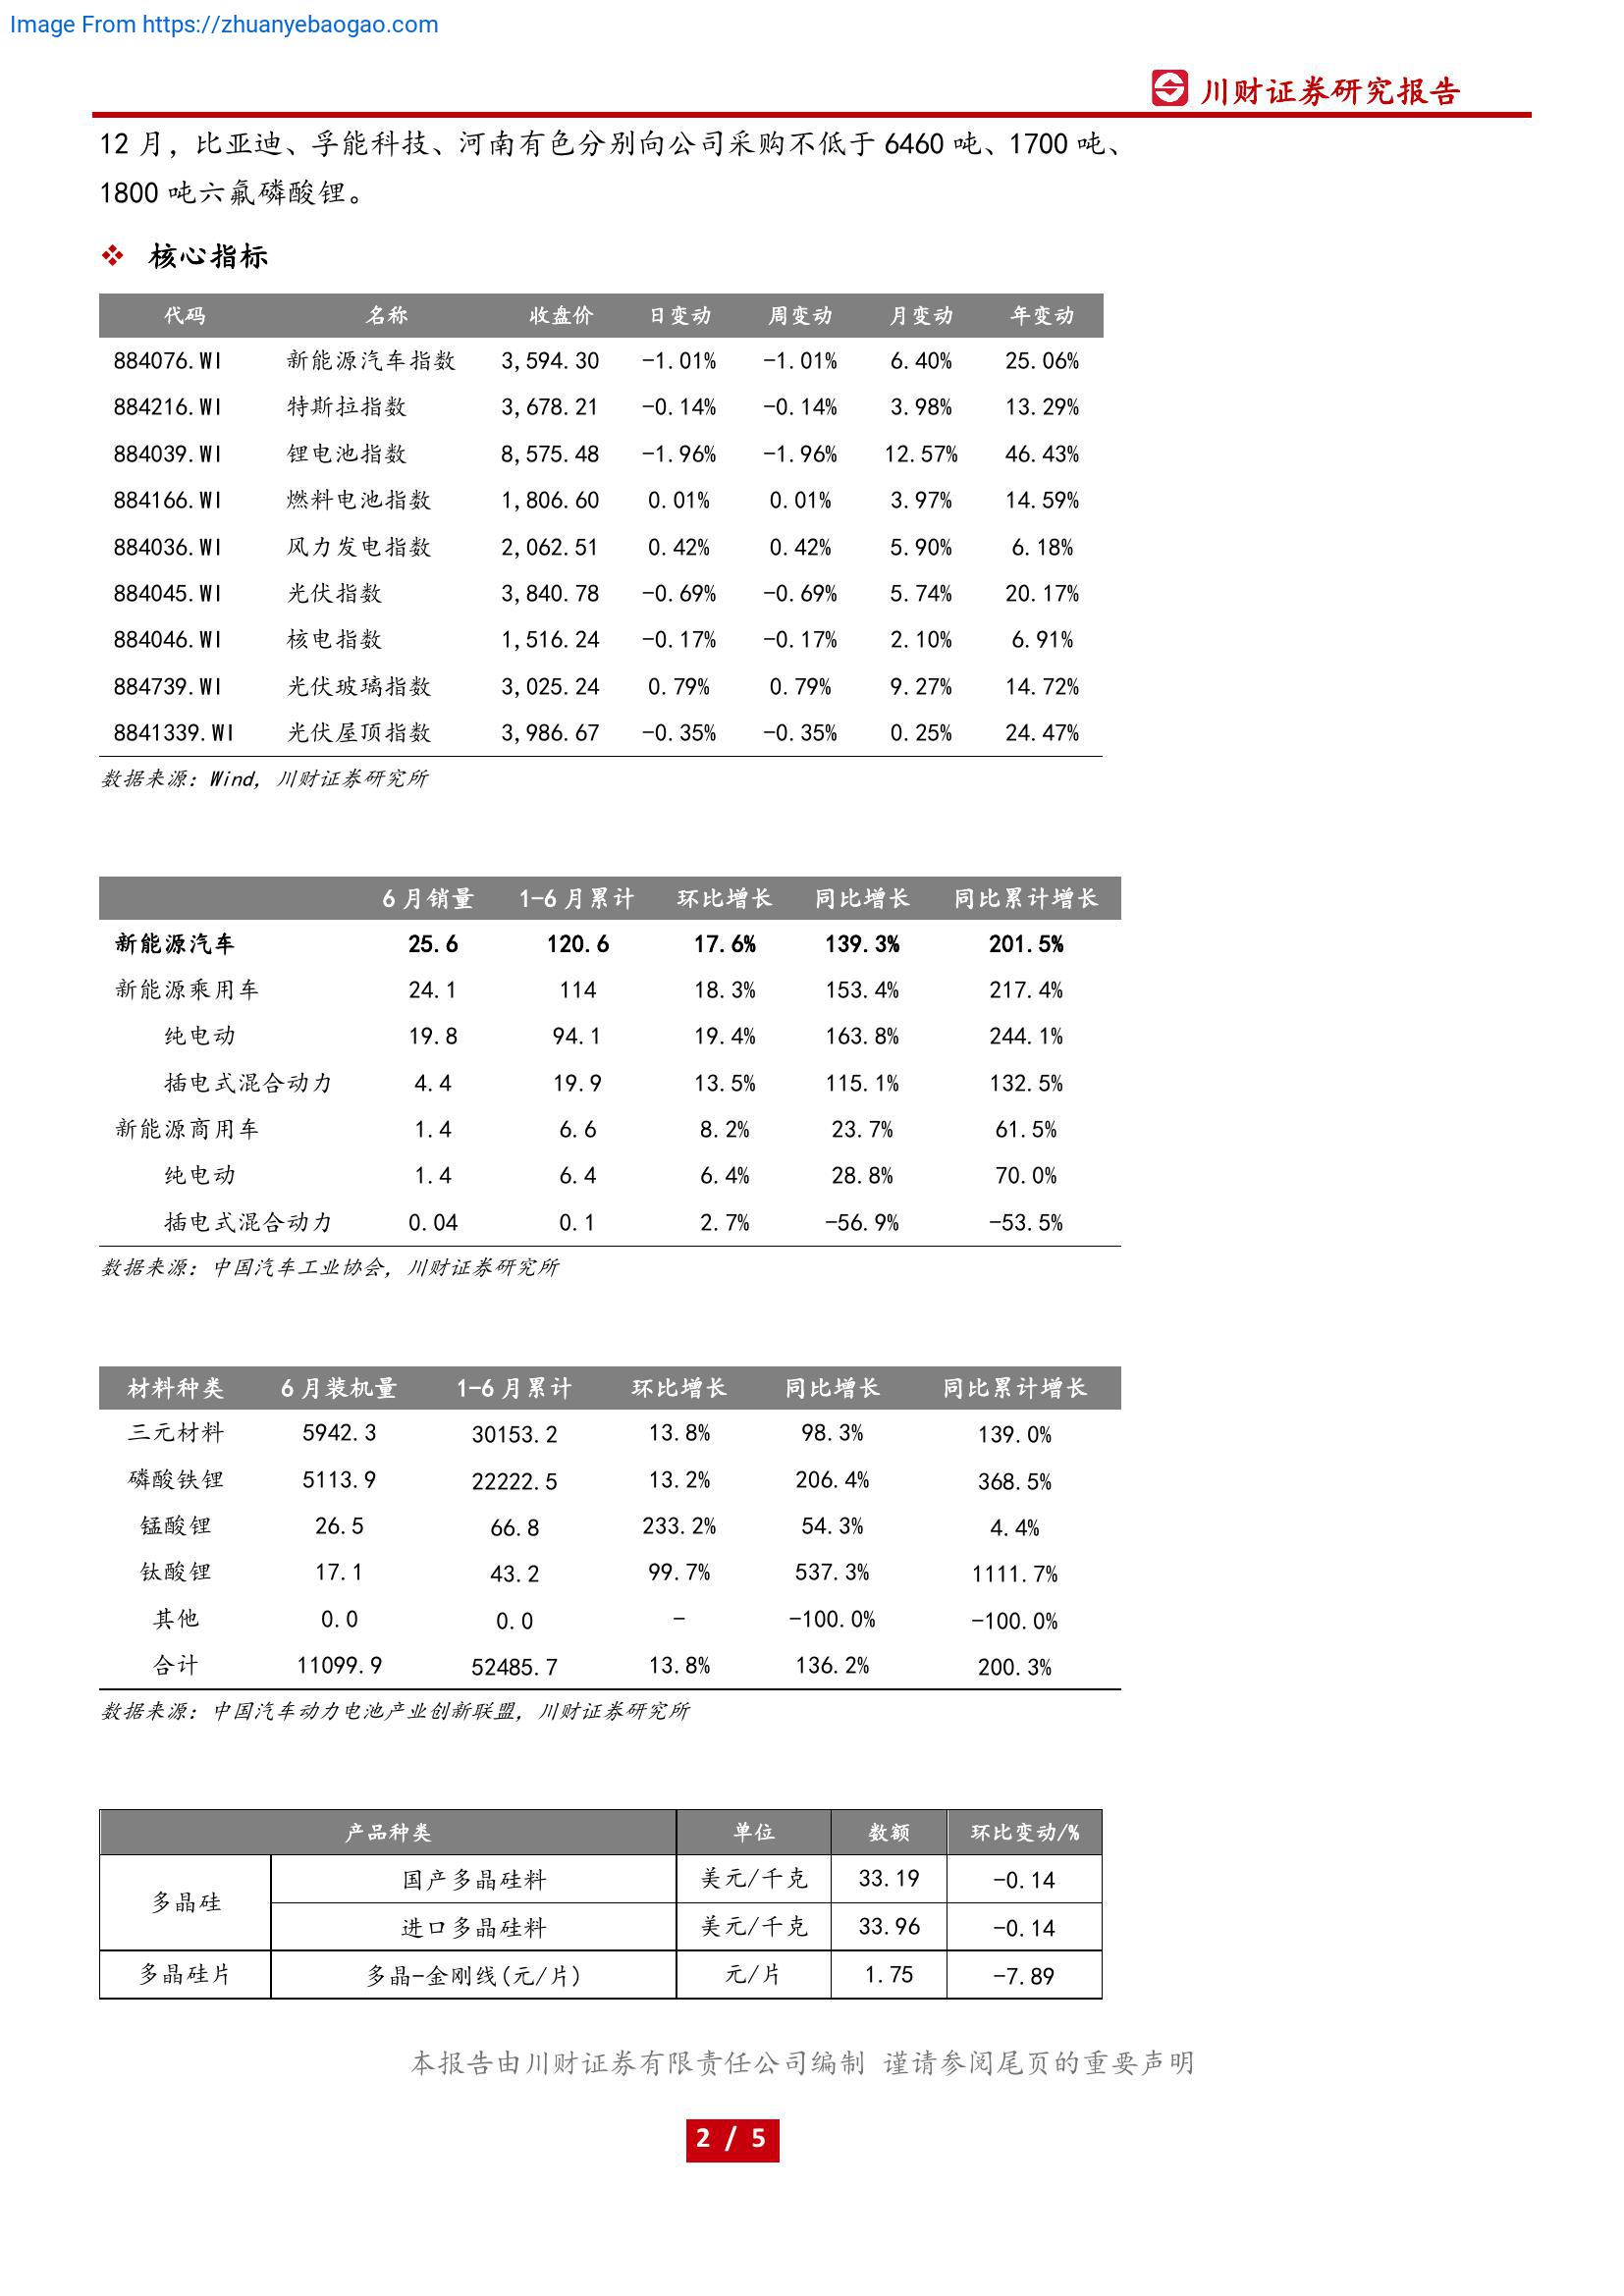 Image From https://zhuanyebaogao.com
川财证券研究报告
12 月，比亚迪、孚能科技、河南有色分别向公司采购不低于 6460 吨、1700 吨、
1800 吨六氟磷酸锂。
❖ 核心指标
代码 名称 收盘价 日变动 周变动 月变动 年变动
884076.WI 新能源汽车指数 3,594.30 -1.01% -1.01% 6.40% 25.06%
884216.WI 特斯拉指数 3,678.21 -0.14% -0.14% 3.98% 13.29%
884039.WI 锂电池指数 8,575.48 -1.96% -1.96% 12.57% 46.43%
884166.WI 燃料电池指数 1,806.60 0.01% 0.01% 3.97% 14.59%
884036.WI 风力发电指数 2,062.51 0.42% 0.42% 5.90% 6.18%
884045.WI 光伏指数 3,840.78 -0.69% -0.69% 5.74% 20.17%
884046.WI 核电指数 1,516.24 -0.17% -0.17% 2.10% 6.91%
884739.WI 光伏玻璃指数 3,025.24 0.79% 0.79% 9.27% 14.72%
8841339.WI 光伏屋顶指数 3,986.67 -0.35% -0.35% 0.25% 24.47%
数据来源：Wind，川财证券研究所
6 月销量 1-6 月累计 环比增长 同比增长 同比累计增长
新能源汽车 25.6 120.6 17.6% 139.3% 201.5%
新能源乘用车 24.1 114 18.3% 153.4% 217.4%
纯电动 19.8 94.1 19.4% 163.8% 244.1%
插电式混合动力 4.4 19.9 13.5% 115.1% 132.5%
新能源商用车 1.4 6.6 8.2% 23.7% 61.5%
纯电动 1.4 6.4 6.4% 28.8% 70.0%
插电式混合动力 0.04 0.1 2.7% -56.9% -53.5%
数据来源：中国汽车工业协会，川财证券研究所
材料种类 6 月装机量 1-6 月累计 环比增长 同比增长 同比累计增长
三元材料 5942.3 30153.2 13.8% 98.3% 139.0%
磷酸铁锂 5113.9 22222.5 13.2% 206.4% 368.5%
锰酸锂 26.5 66.8 233.2% 54.3% 4.4%
钛酸锂 17.1 43.2 99.7% 537.3% 1111.7%
其他 0.0 0.0 - -100.0% -100.0%
合计 11099.9 52485.7 13.8% 136.2% 200.3%
数据来源：中国汽车动力电池产业创新联盟，川财证券研究所
产品种类 单位 数额 环比变动/%
多晶硅 国产多晶硅料 美元/千克 33.19 -0.14
进口多晶硅料 美元/千克 33.96 -0.14
多晶硅片 多晶-金刚线(元/片) 元/片 1.75 -7.89
本报告由川财证券有限责任公司编制 谨请参阅尾页的重要声明
2 / 5